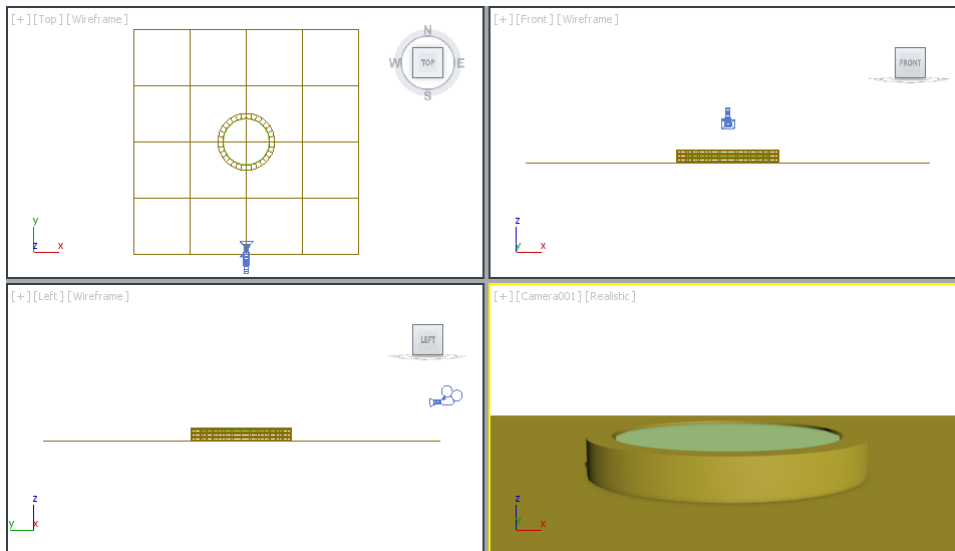 [+] [Top] [Wireframe]
N
W TOP E
S
y
z x
[+] [Front] [Wireframe]
FRONT
z
y x
[+] [Left] [Wireframe]
LEFT
z
y x
[+] [Camera001] [Realistic]
z
y x